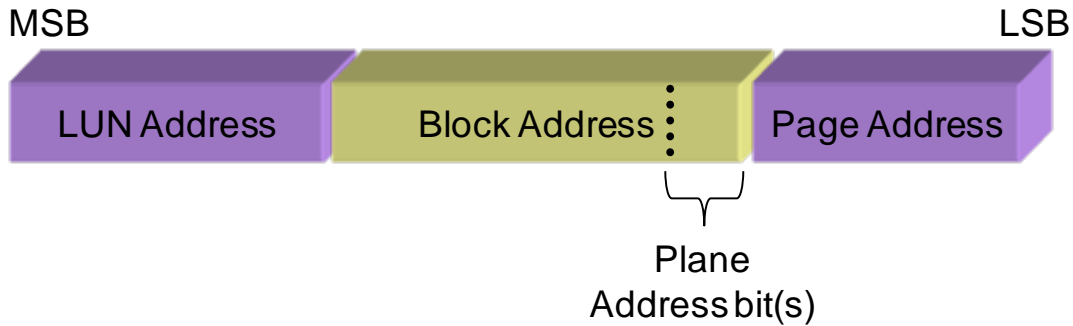 MSB LSB
LUN Address Block Address Page Address
Plane
Address bit(s)